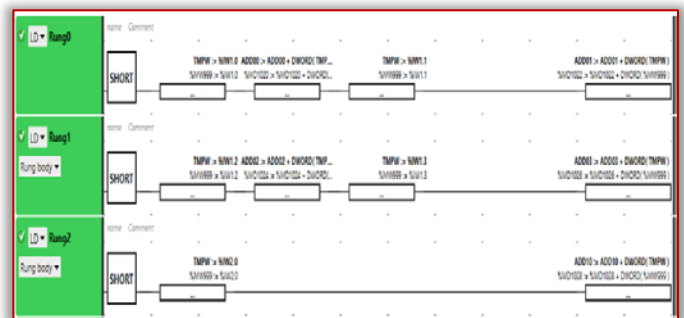 LD Rung0
name Comment
TMPW := %IW1.0 ADD00 := ADD00 + DWORD( TMP... TMPW := %IW1.1 ADD01 := ADD01 + DWORD( TMPW )
%MW999 := %IW1.0 %MD1020 := %MD1020 + DWORD(... %MW999 := %IW1.1 %MD1022 := %MD1022 + DWORD( %MW999 )
SHORT
... ... ... ...
LD Rung1
name Comment
Rung body
TMPW := %IW1.2 ADD02 := ADD02 + DWORD( TMP... TMPW := %IW1.3 ADD03 := ADD03 + DWORD( TMPW )
%MW999 := %IW1.2 %MD1024 := %MD1024 + DWORD(... %MW999 := %IW1.3 %MD1026 := %MD1026 + DWORD( %MW999 )
SHORT
... ... ... ...
LD Rung2
name Comment
Rung body
TMPW := %IW2.0 ADD10 := ADD10 + DWORD( TMPW )
%MW999 := %IW2.0 %MD1028 := %MD1028 + DWORD( %MW999 )
SHORT
... ...